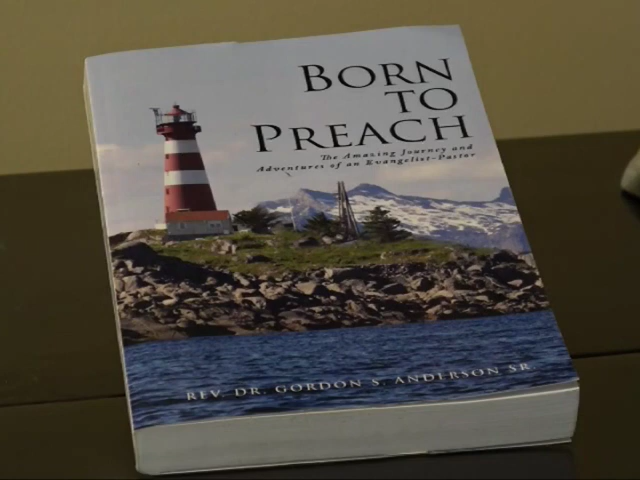 BORN
TO
PREACH
The Amazing Journey and
Adventures of an Evangelist-Pastor
REV. DR. GORDON S. ANDERSON SR